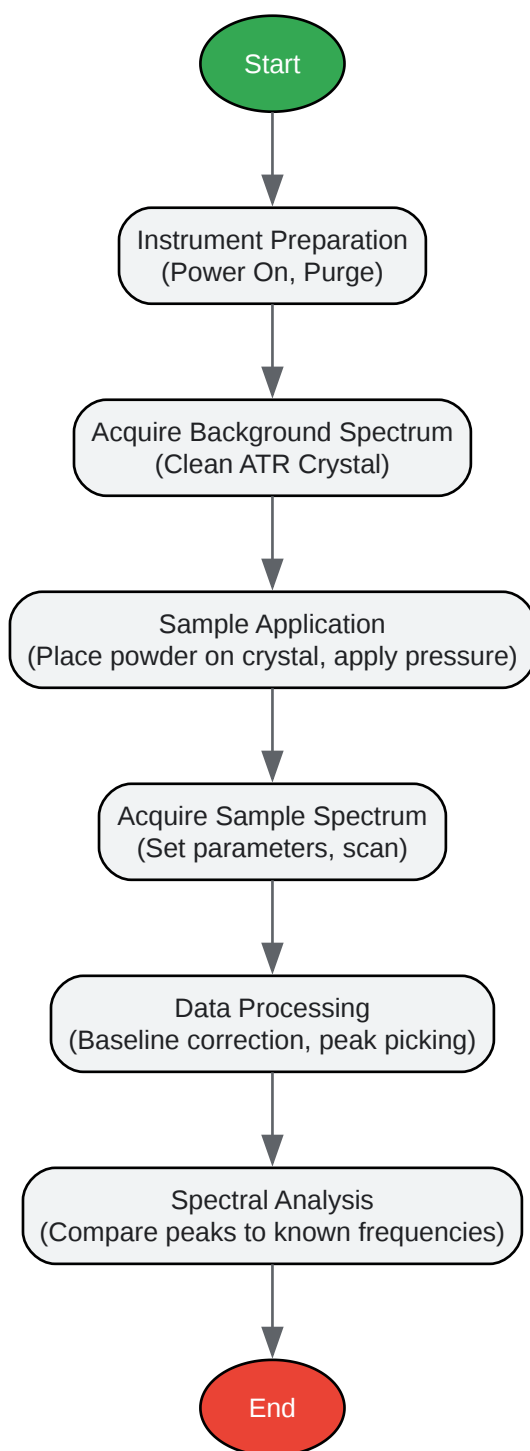 Start
Instrument Preparation
(Power On, Purge)
Acquire Background Spectrum
(Clean ATR Crystal)
Sample Application
(Place powder on crystal, apply pressure)
Acquire Sample Spectrum
(Set parameters, scan)
Data Processing
(Baseline correction, peak picking)
Spectral Analysis
(Compare peaks to known frequencies)
End